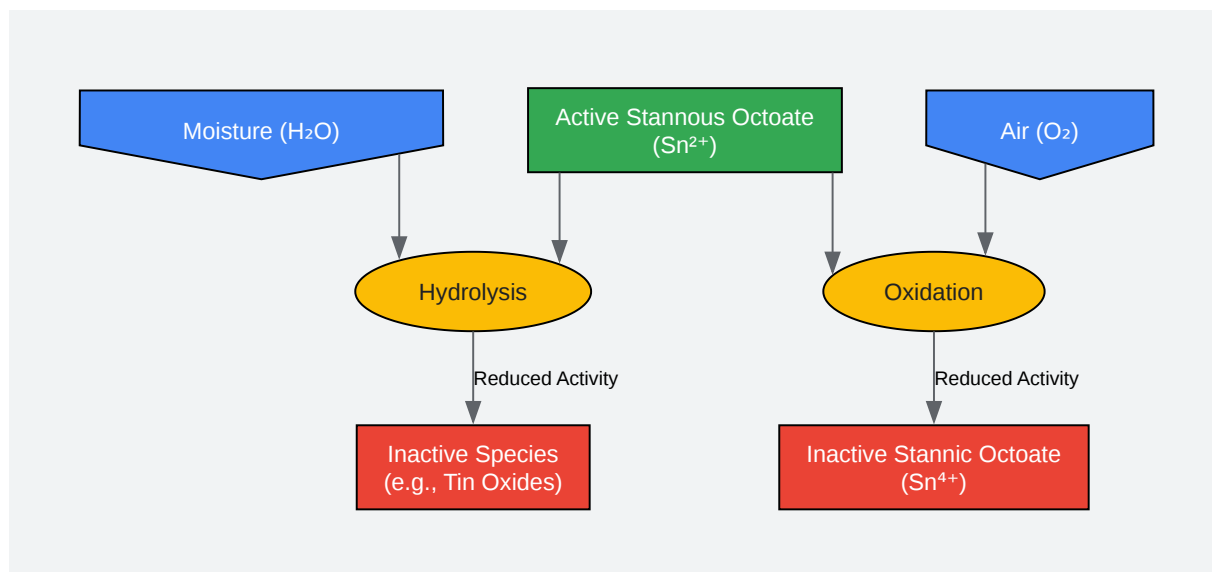 Moisture (H₂O)
Active Stannous Octoate
(Sn²⁺)
Air (O₂)
Hydrolysis
Oxidation
Reduced Activity
Reduced Activity
Inactive Species
(e.g., Tin Oxides)
Inactive Stannic Octoate
(Sn⁴⁺)